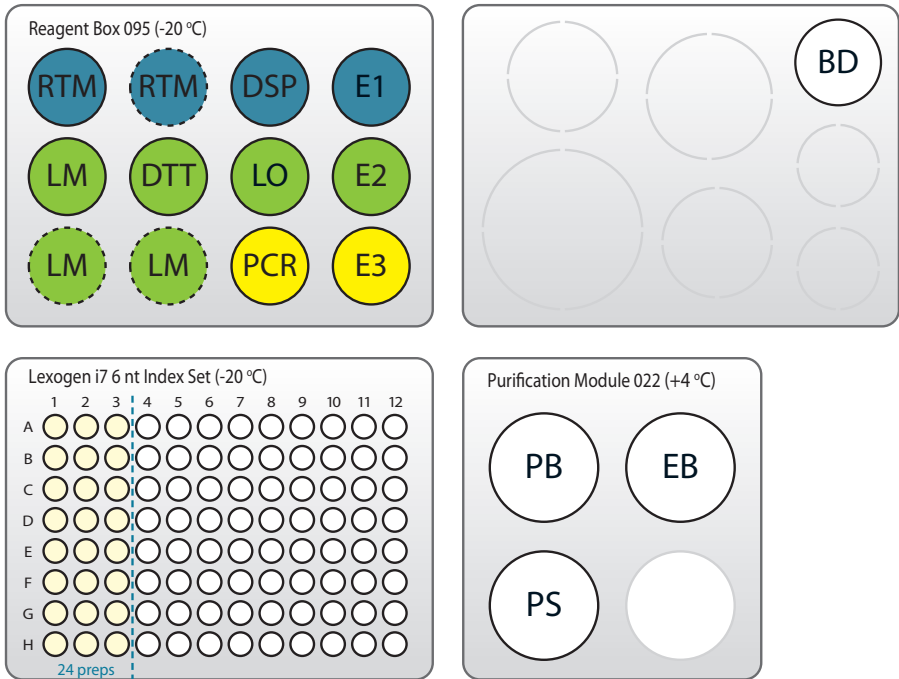 Reagent Box 095 (-20 °C)
RTM RTM DSP E1
LM DTT LO E2
LM LM PCR E3
BD
Lexogen i7 6 nt Index Set (-20 °C)
1 2 3 4 5 6 7 8 9 10 11 12
A
B
C
D
E
F
G
H
24 preps
Purification Module 022 (+4 °C)
PB EB
PS